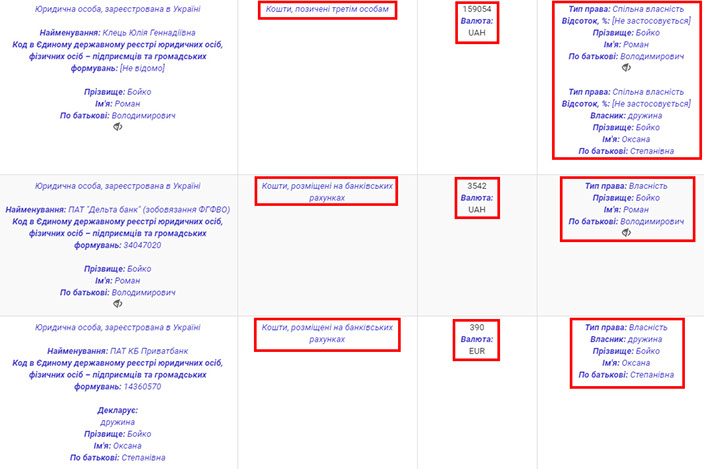 Юридична особа, зареєстрована в Україні
Найменування: Клець Юлія Геннадіївна
Код в Єдиному державному реєстрі юридичних осіб,
фізичних осіб – підприємців та громадських
формувань: [Не відомо]
Прізвище: Бойко
Ім'я: Роман
По батькові: Володимирович
Кошти, позичені третім особам
159054
Валюта:
UAH
Тип права: Спільна власність
Відсоток, %: [Не застосовується]
Прізвище: Бойко
Ім'я: Роман
По батькові: Володимирович
Тип права: Спільна власність
Відсоток, %: [Не застосовується]
Власник: дружина
Прізвище: Бойко
Ім'я: Оксана
По батькові: Степанівна
Юридична особа, зареєстрована в Україні
Найменування: ПАТ "Дельта банк" (зобовязання ФГФВО)
Код в Єдиному державному реєстрі юридичних осіб,
фізичних осіб – підприємців та громадських
формувань: 34047020
Прізвище: Бойко
Ім'я: Роман
По батькові: Володимирович
Кошти, розміщені на банківських
рахунках
3542
Валюта:
UAH
Тип права: Власність
Прізвище: Бойко
Ім'я: Роман
По батькові: Володимирович
Юридична особа, зареєстрована в Україні
Найменування: ПАТ КБ Приватбанк
Код в Єдиному державному реєстрі юридичних осіб,
фізичних осіб – підприємців та громадських
формувань: 14360570
Декларує:
дружина
Прізвище: Бойко
Ім'я: Оксана
По батькові: Степанівна
Кошти, розміщені на банківських
рахунках
390
Валюта:
EUR
Тип права: Власність
Власник: дружина
Прізвище: Бойко
Ім'я: Оксана
По батькові: Степанівна